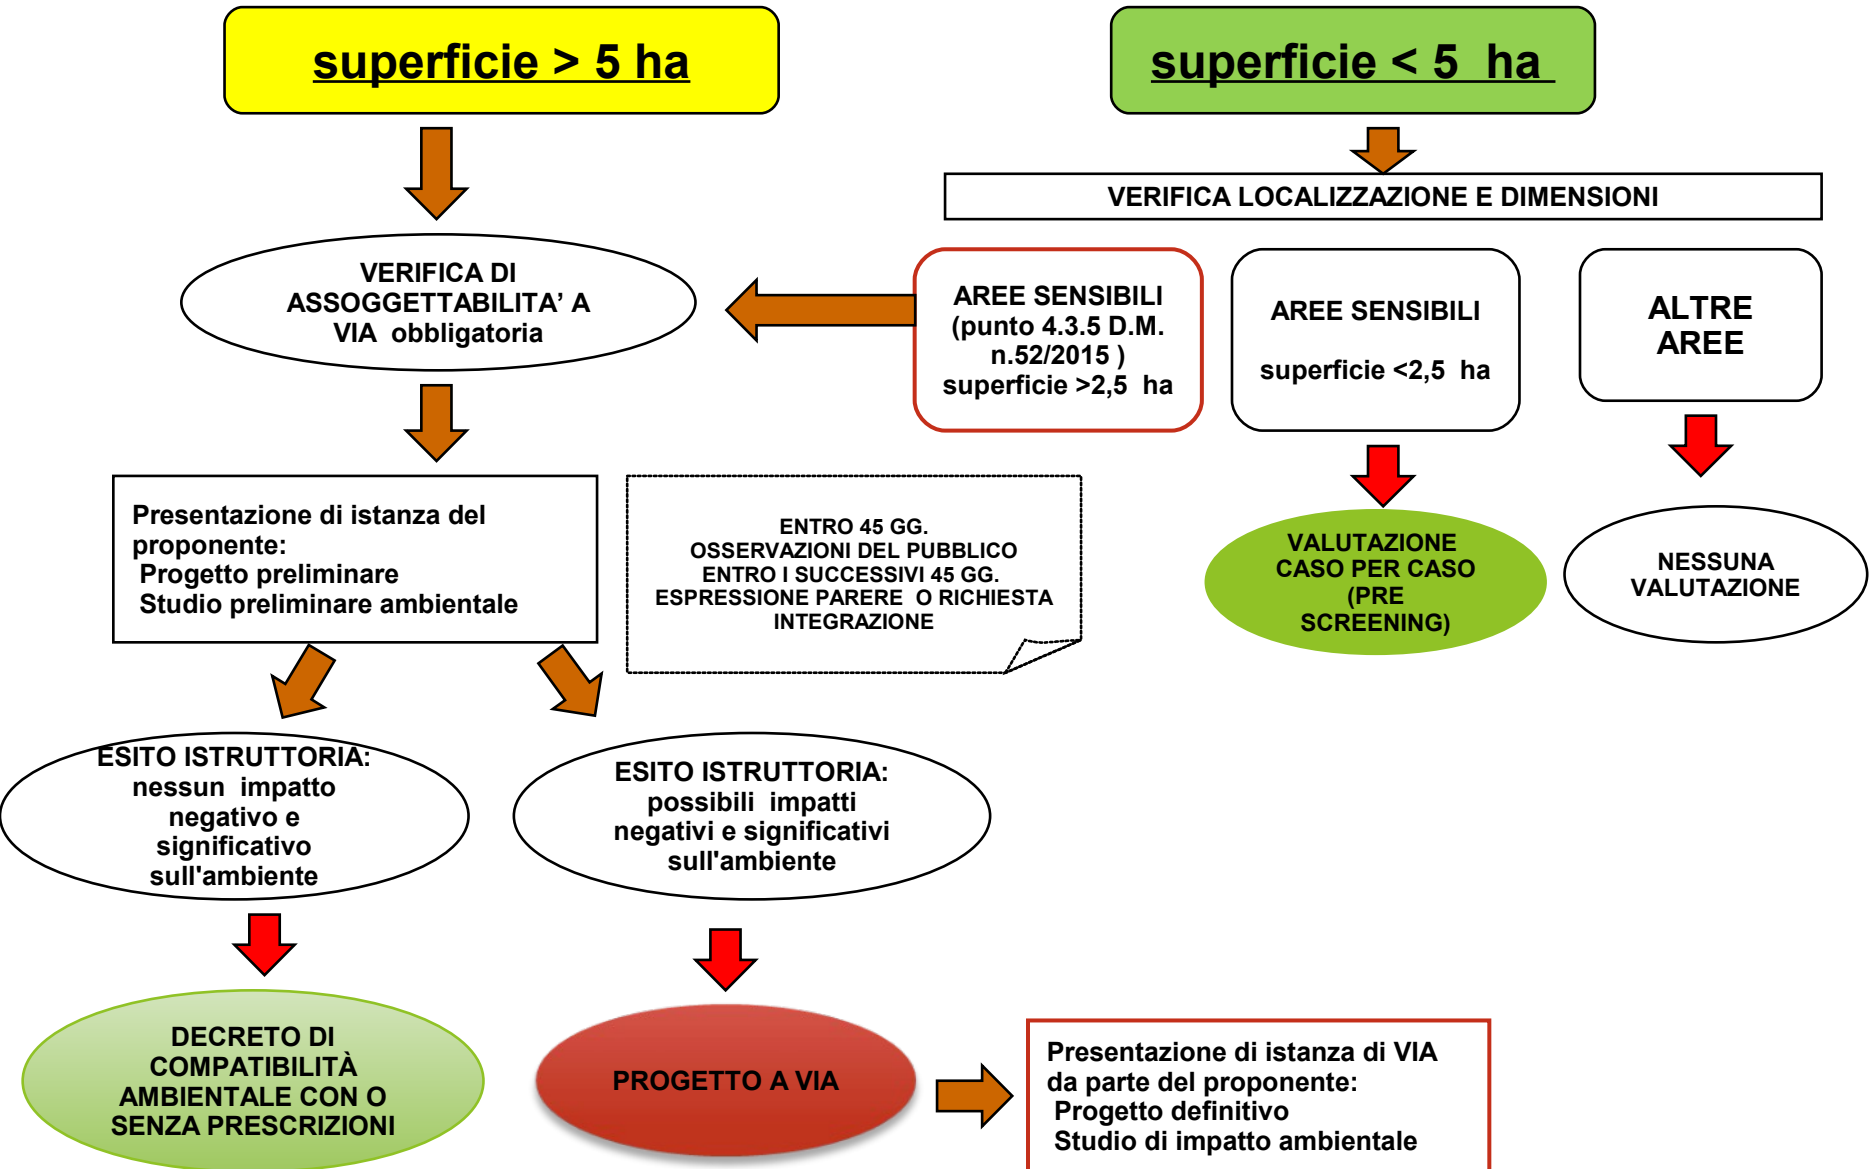 superficie > 5 ha
superficie < 5 ha
VERIFICA LOCALIZZAZIONE E DIMENSIONI
VERIFICA DI
ASSOGGETTABILITA’ A
VIA obbligatoria
AREE SENSIBILI
(punto 4.3.5 D.M.
n.52/2015 )
superficie >2,5 ha
AREE SENSIBILI
superficie <2,5 ha
ALTRE
AREE
Presentazione di istanza del
proponente:
Progetto preliminare
Studio preliminare ambientale
ENTRO 45 GG.
OSSERVAZIONI DEL PUBBLICO
ENTRO I SUCCESSIVI 45 GG.
ESPRESSIONE PARERE O RICHIESTA
INTEGRAZIONE
VALUTAZIONE
CASO PER CASO
(PRE
SCREENING)
NESSUNA
VALUTAZIONE
ESITO ISTRUTTORIA:
nessun impatto
negativo e
significativo
sull'ambiente
ESITO ISTRUTTORIA:
possibili impatti
negativi e significativi
sull'ambiente
DECRETO DI
COMPATIBILITÀ
AMBIENTALE CON O
SENZA PRESCRIZIONI
PROGETTO A VIA
Presentazione di istanza di VIA
da parte del proponente:
Progetto definitivo
Studio di impatto ambientale